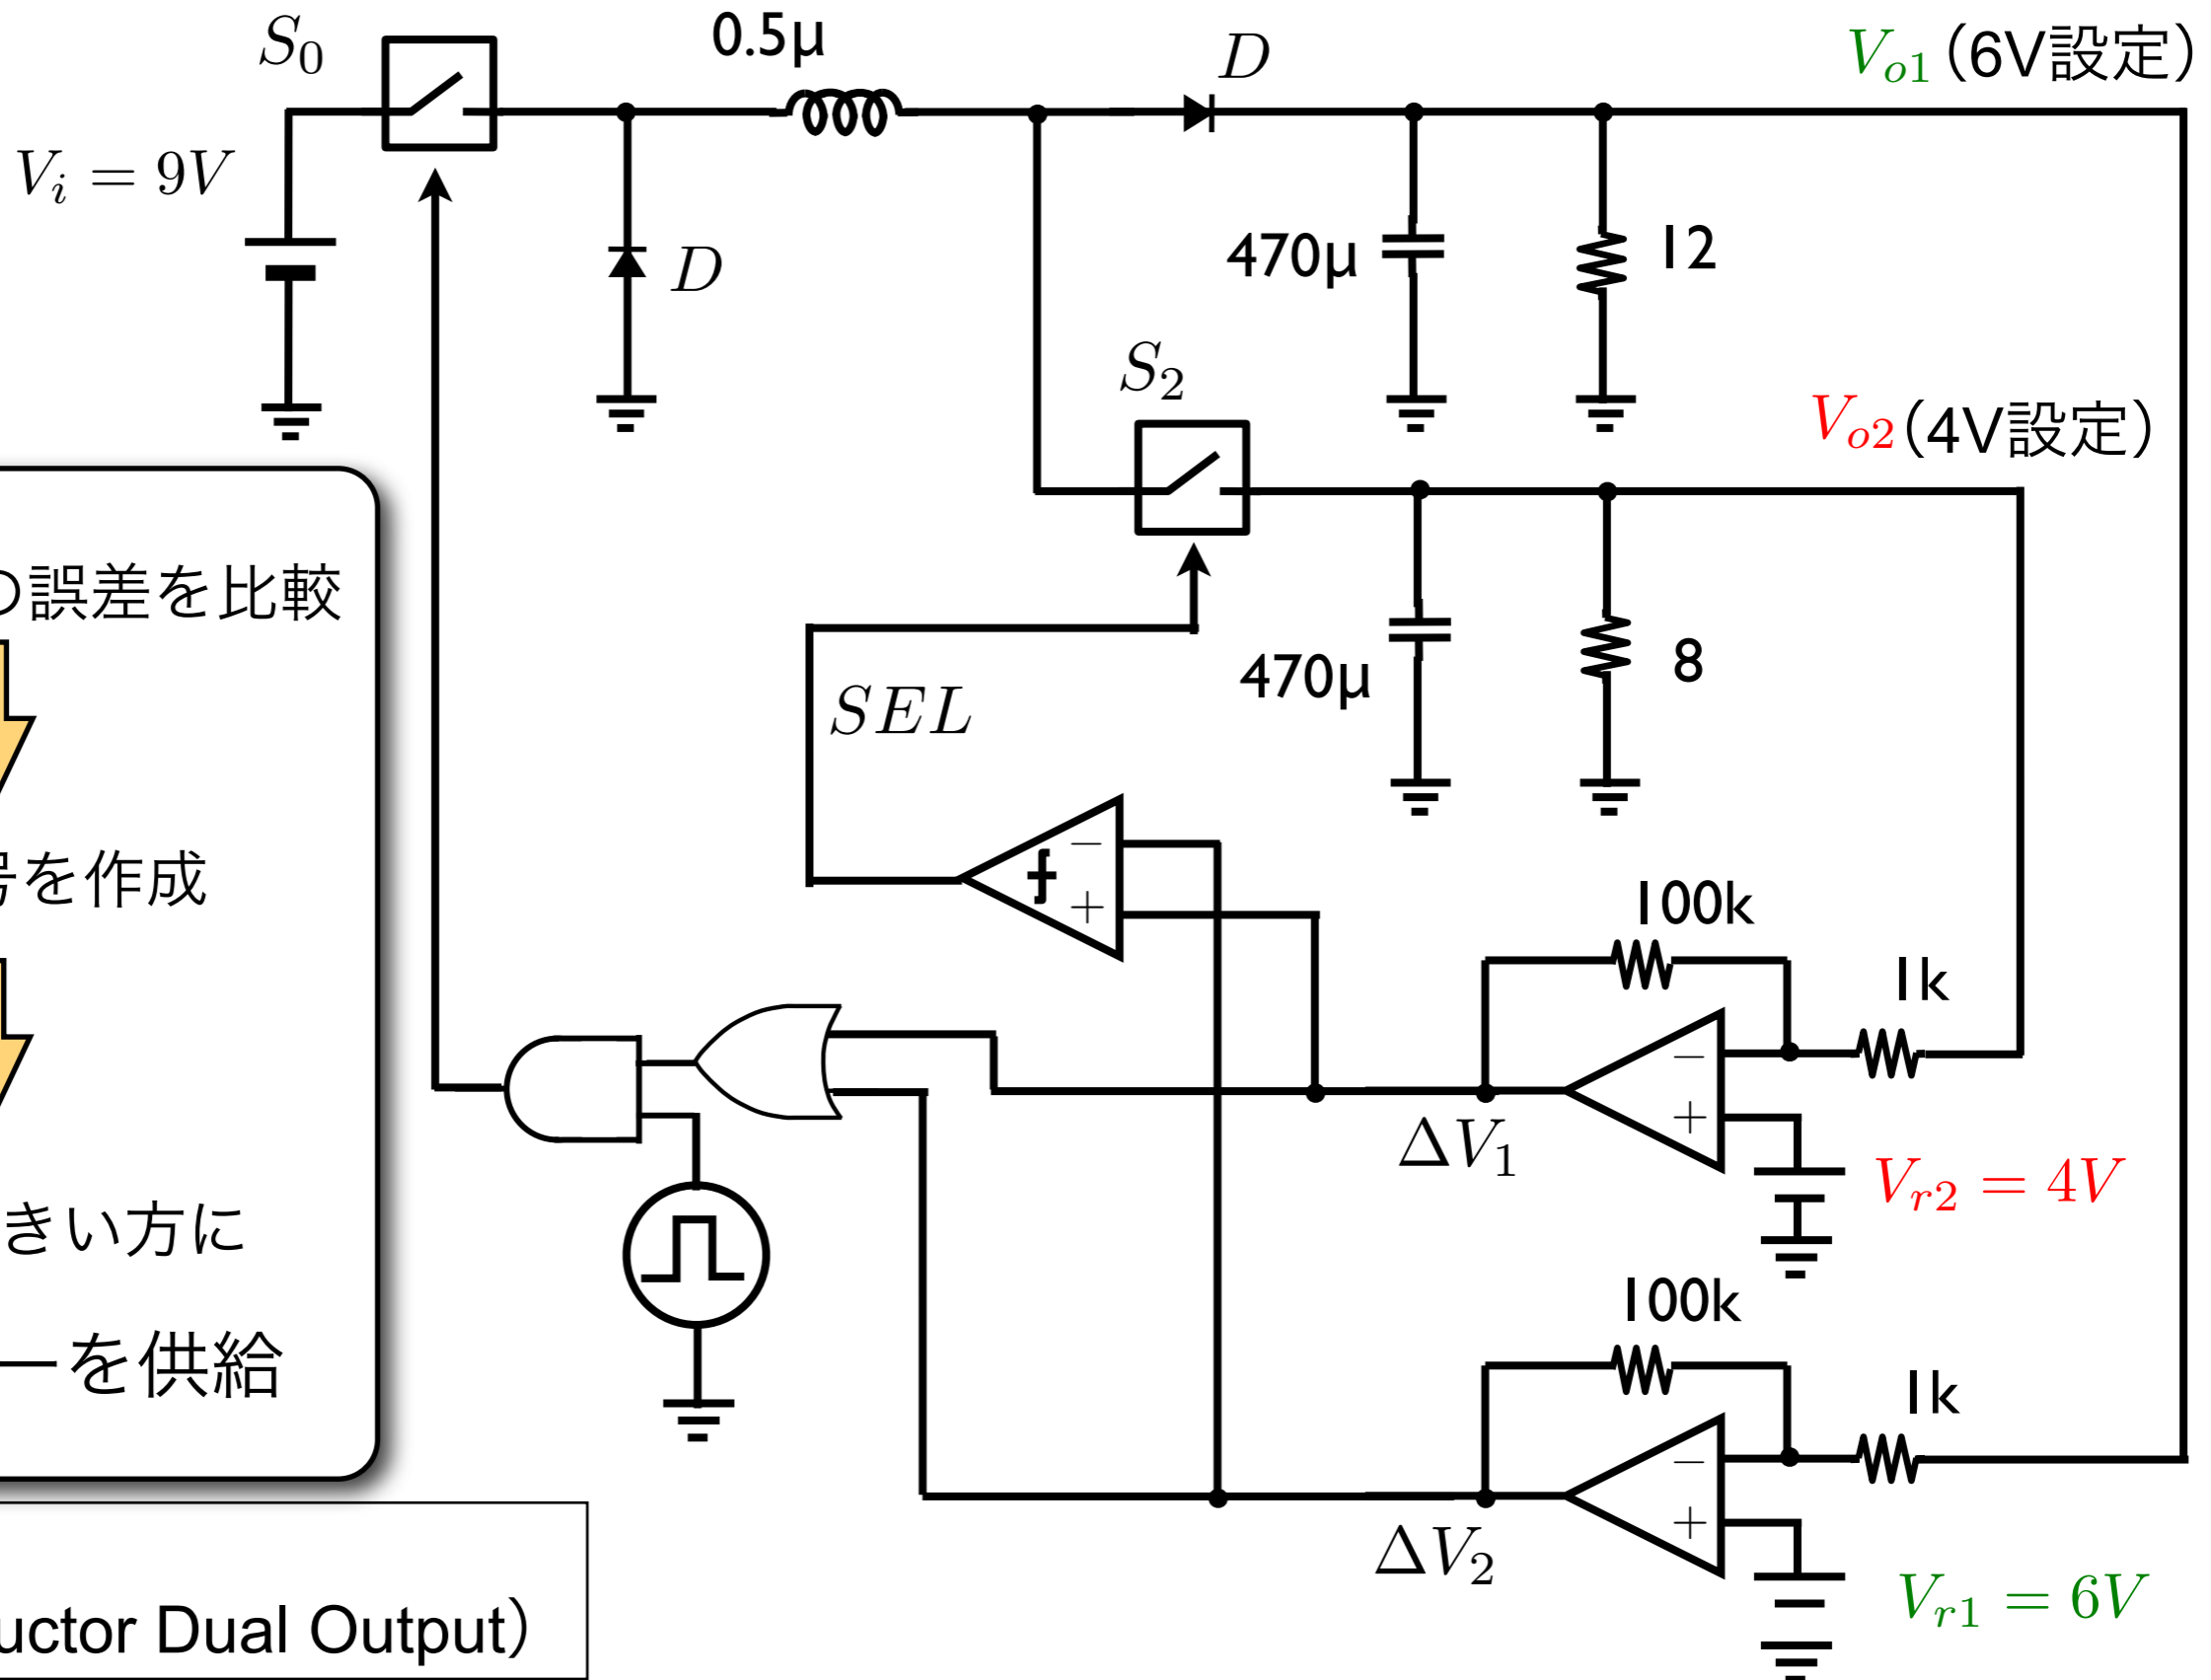 S0
0.5μ
D
Vo1（6V設定）
Vi = 9V
D
470μ
12
S2
Vo2（4V設定）
の誤差を比較
470μ
8
SEL
−
+
号を作成
100k
1k
−
+
ΔV1
Vr2 = 4V
きい方に
100k
ーを供給
1k
−
+
ΔV2
Vr1 = 6V
uctor Dual Output）